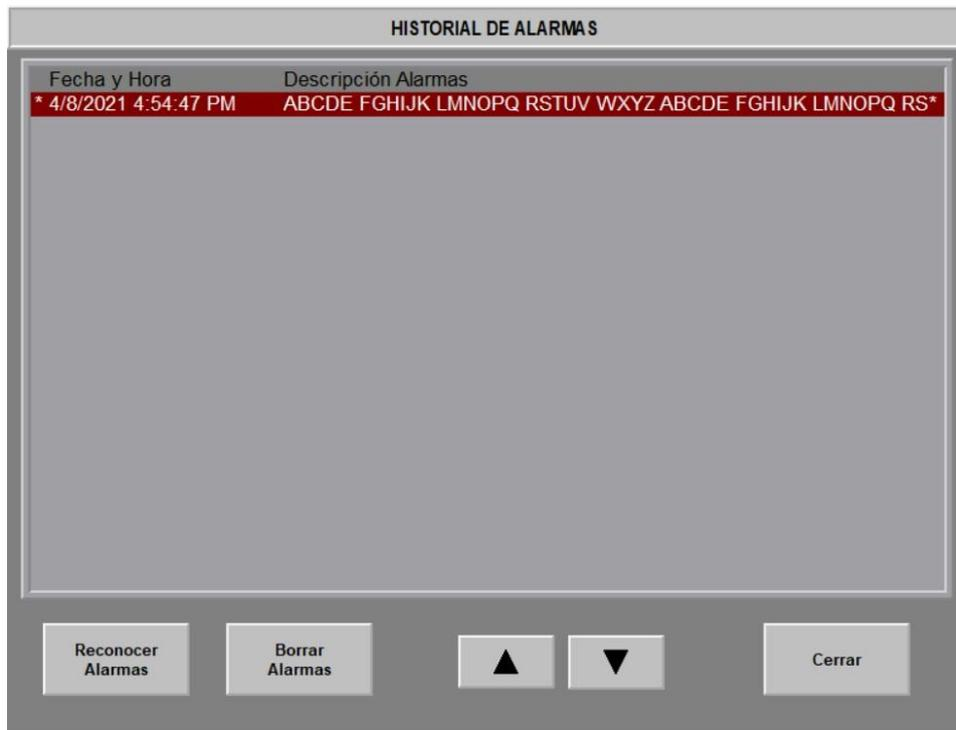 HISTORIAL DE ALARMAS
Fecha y Hora Descripción Alarmas
* 4/8/2021 4:54:47 PM ABCDE FGHIJK LMNOPQ RSTUV WXYZ ABCDE FGHIJK LMNOPQ RS*
Reconocer
Alarmas
Borrar
Alarmas
Cerrar